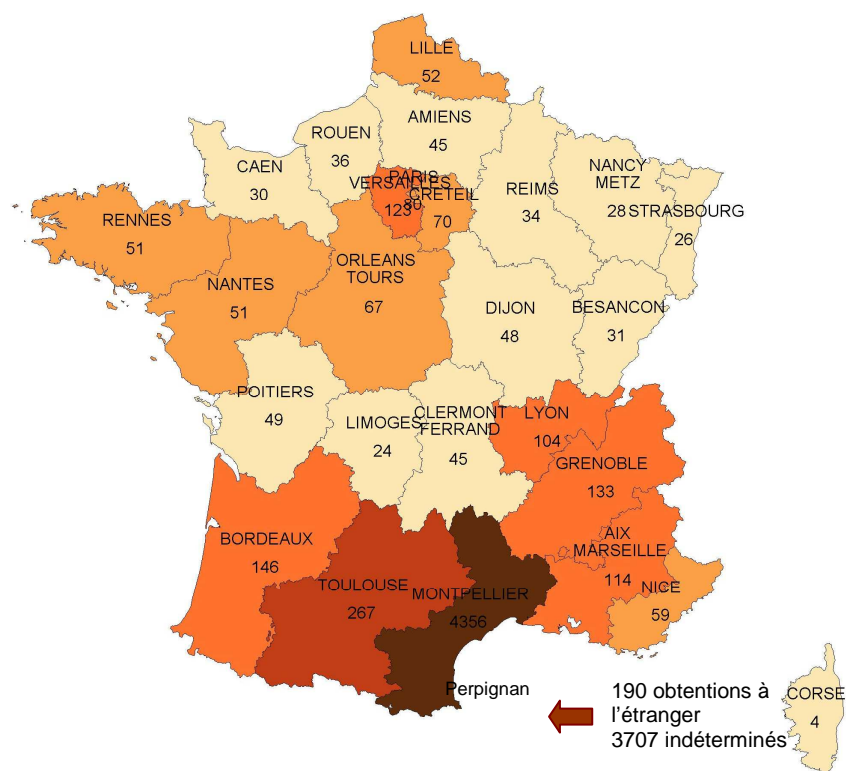 LILLE
52
AMIENS
45
ROUEN
36
CAEN
30
PARIS
80
VERSAILLES
123
CRETEIL
70
REIMS
34
NANCY
METZ
28
STRASBOURG
26
RENNES
51
NANTES
51
ORLEANS
TOURS
67
DIJON
48
BESANCON
31
POITIERS
49
LIMOGES
24
CLERMONT
FERRAND
45
LYON
104
GRENOBLE
133
BORDEAUX
146
TOULOUSE
267
MONTPELLIER
4356
AIX
MARSEILLE
114
NICE
59
Perpignan
190 obtentions à
l'étranger
3707 indéterminés
CORSE
4